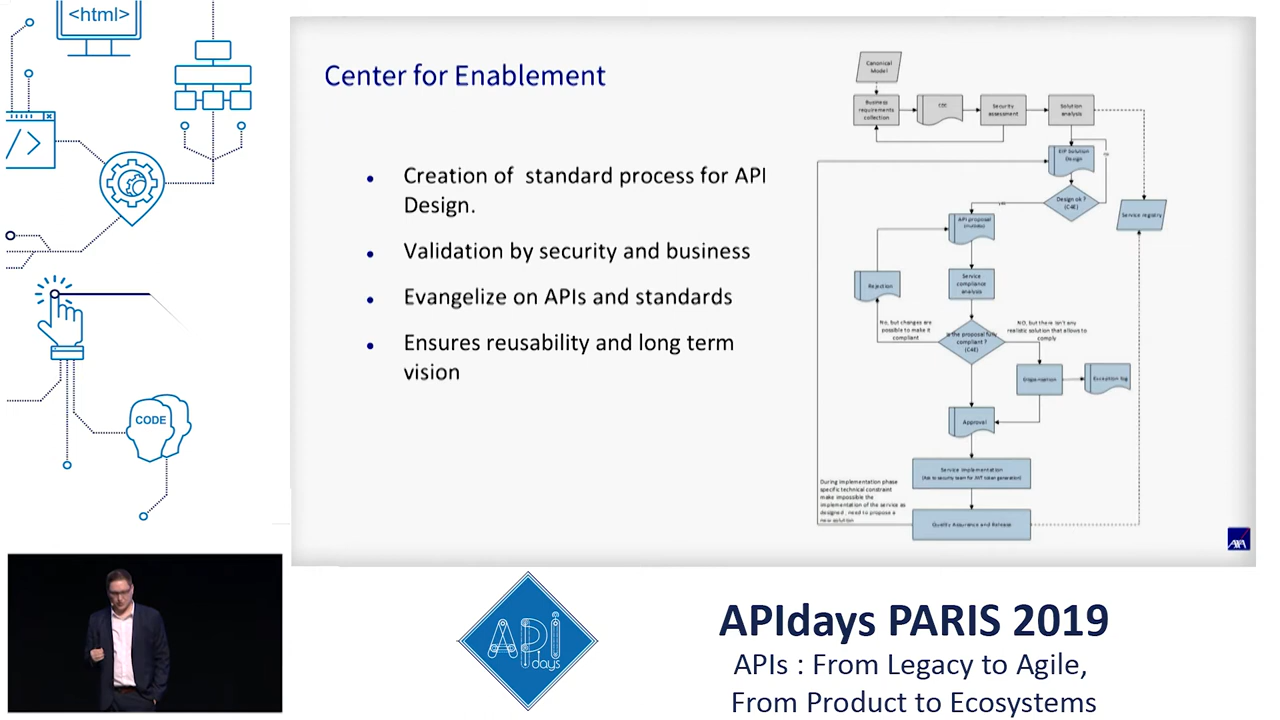 <html>
</>
CODE
Center for Enablement
Creation of standard process for API
Design.
Validation by security and business
Evangelize on APIs and standards
Ensures reusability and long term
vision
Canonical
Model
Business
requirements
collection
Security
assessment
Solution
analysis
Solution
Design
Design ok ?
(C4E)
Service registry
API proposal
Service
compliance
analysis
Rejection
No, but changes are
possible to make it
compliant
Is the proposal fully
compliant ?
(C4E)
NO, but there isn't any
realistic solution that allows to
comply
Dispensation
Exception log
Approval
Service Implementation
(Ask to security team for JWT token generation)
During implementation phase
specific technical constraint
make impossible the
implementation of the service as
designed , need to propose a
new solution
Quality Assurance and Release
AXA
API
days
APIdays PARIS 2019
APIs : From Legacy to Agile,
From Product to Ecosystems